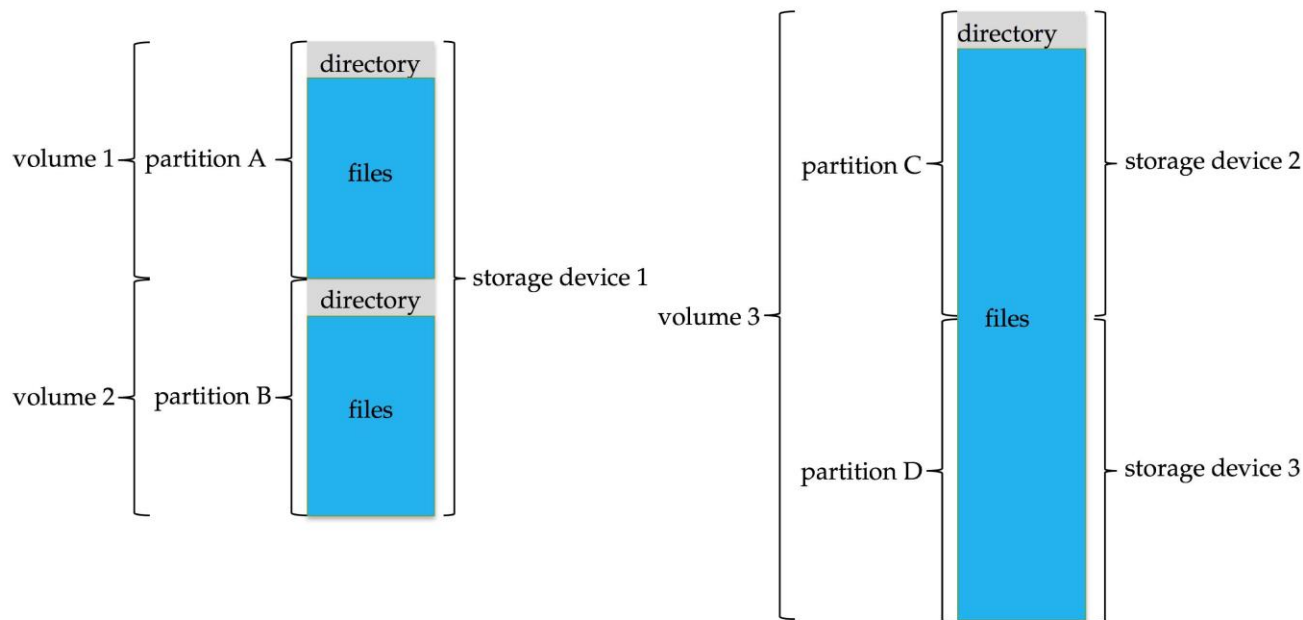 directory
volume 1
partition A
files
storage device 1
directory
volume 2
partition B
files
directory
partition C
storage device 2
volume 3
files
partition D
storage device 3